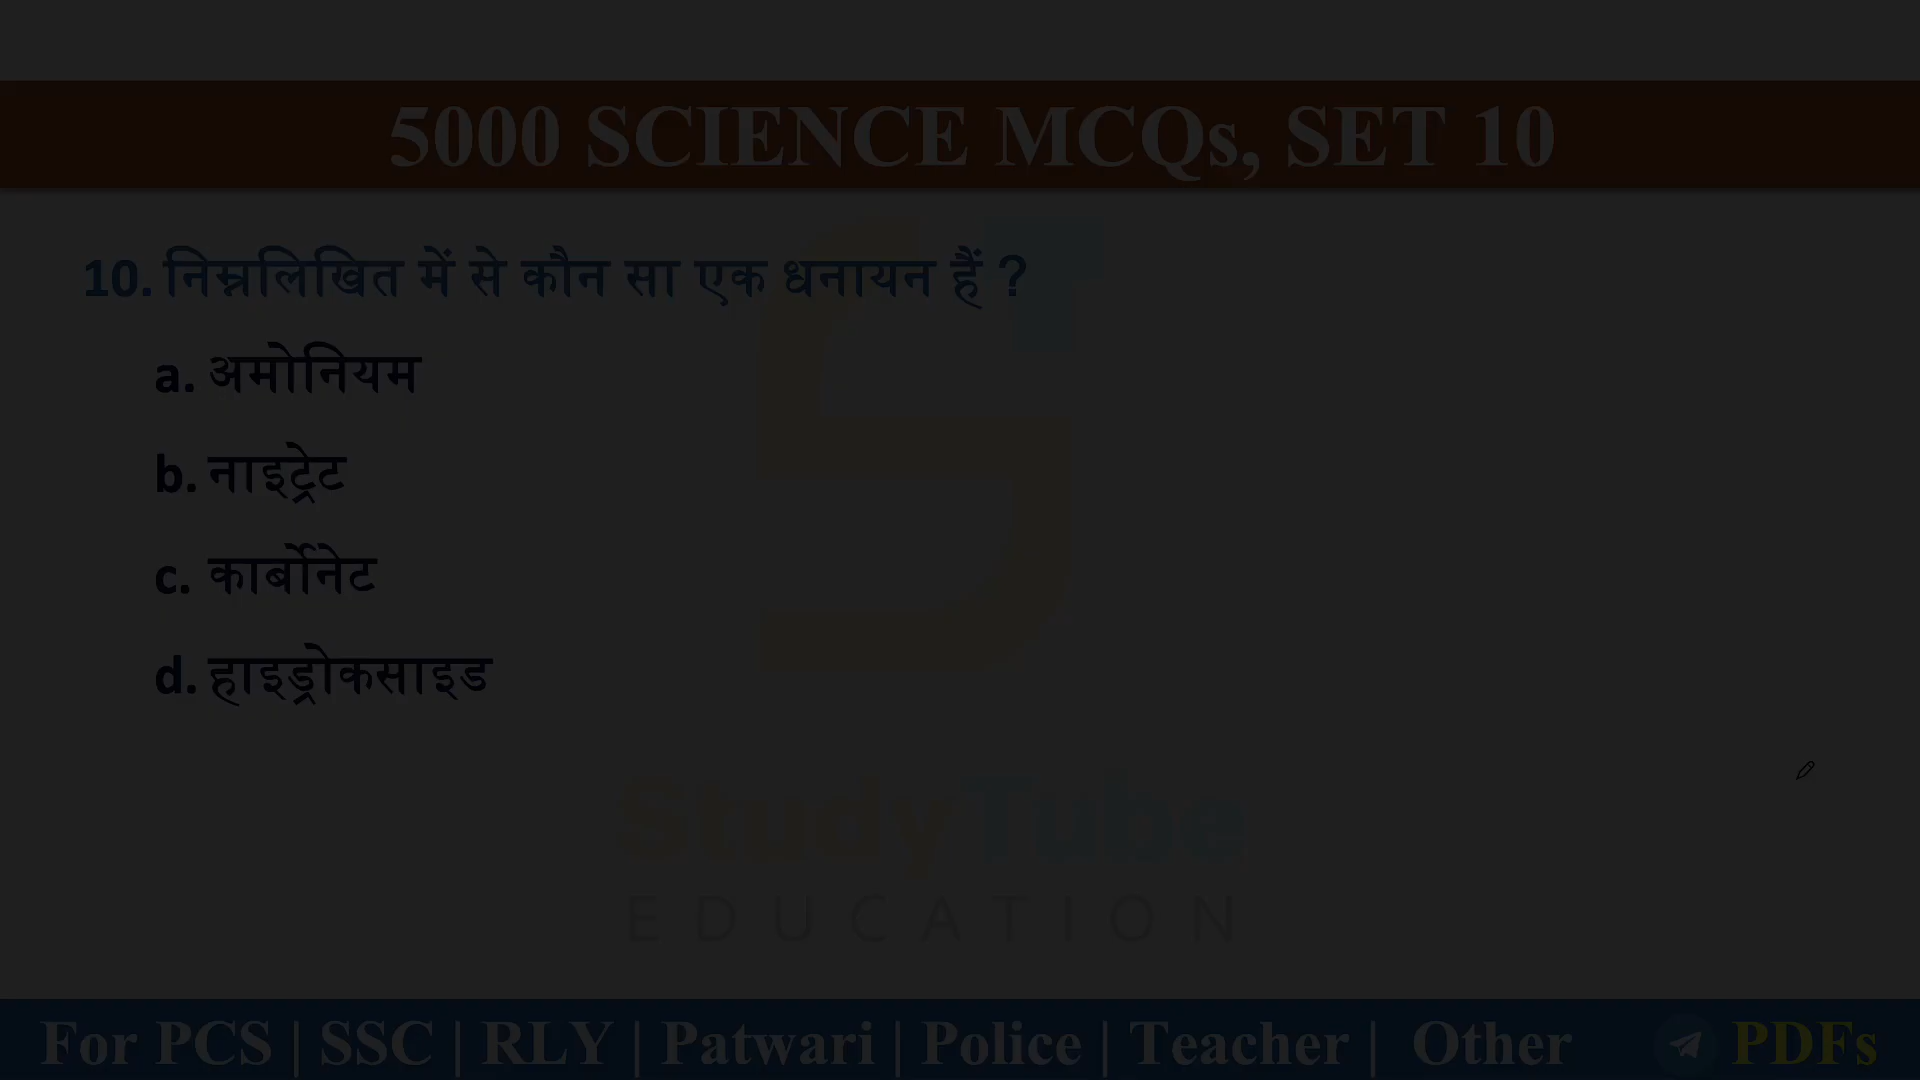 5000 SCIENCE MCQs, SET 10
10. निम्नलिखित में से कौन सा एक धनायन हैं ?
a. अमोनियम
b. नाइट्रेट
c. कार्बोनेट
d. हाइड्रोकसाइड
StudyTube
EDUCATION
For PCS | SSC | RLY | Patwari | Police | Teacher | Other PDFs